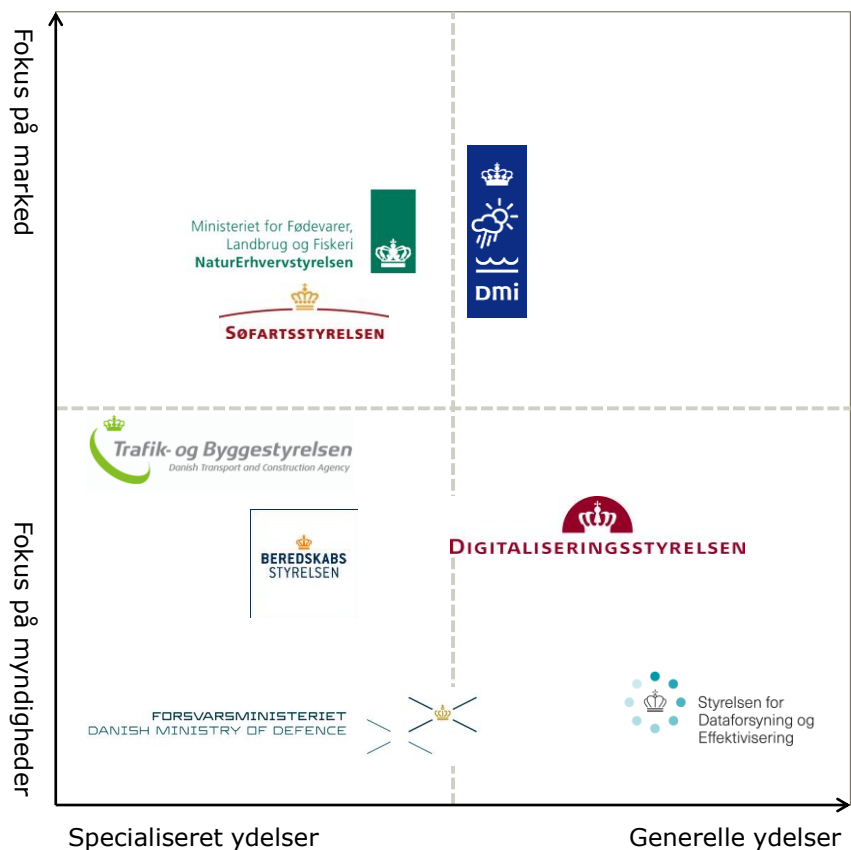 Fokus på marked
Ministeriet for Fødevarer,
Landbrug og Fiskeri
NaturErhvervstyrelsen
DMi
SØFARTSSTYRELSEN
Trafik- og Byggestyrelsen
Danish Transport and Construction Agency
Fokus på myndigheder
BEREDSKABS
STYRELSEN
DIGITALISERINGSSTYRELSEN
FORSVARSMINISTERIET
DANISH MINISTRY OF DEFENCE
Styrelsen for
Dataforsyning og
Effektivisering
Specialiseret ydelser
Generelle ydelser